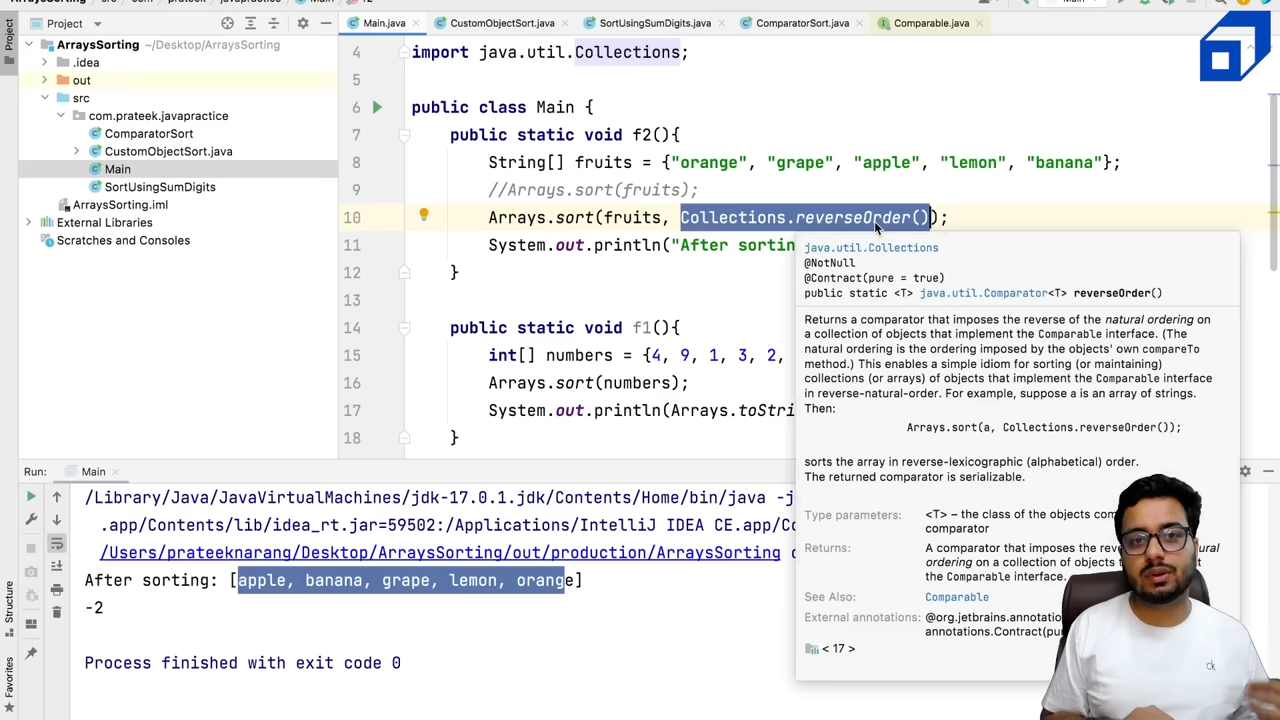 Project
Main.java
CustomObjectSort.java
SortUsingSumDigits.java
ComparatorSort.java
Comparable.java
Project
ArraysSorting ~/Desktop/ArraysSorting
.idea
out
src
com.prateek.javapractice
ComparatorSort
CustomObjectSort.java
Main
SortUsingSumDigits
ArraysSorting.iml
External Libraries
Scratches and Consoles
4 import java.util.Collections;
5
6 public class Main {
7 public static void f2(){
8 String[] fruits = {"orange", "grape", "apple", "lemon", "banana"};
9 //Arrays.sort(fruits);
10 Arrays.sort(fruits, Collections.reverseOrder());
11 System.out.println("After sortin
12 }
13
14 public static void f1(){
15 int[] numbers = {4, 9, 1, 3, 2,
16 Arrays.sort(numbers);
17 System.out.println(Arrays.toStri
18 }
java.util.Collections
@NotNull
@Contract(pure = true)
public static <T> java.util.Comparator<T> reverseOrder()
Returns a comparator that imposes the reverse of the natural ordering on
a collection of objects that implement the Comparable interface. (The
natural ordering is the ordering imposed by the objects' own compareTo
method.) This enables a simple idiom for sorting (or maintaining)
collections (or arrays) of objects that implement the Comparable interface
in reverse-natural-order. For example, suppose a is an array of strings.
Then:
Arrays.sort(a, Collections.reverseOrder());
sorts the array in reverse-lexicographic (alphabetical) order.
The returned comparator is serializable.
Type parameters: <T> – the class of the objects com
comparator
Returns: A comparator that imposes the reve
ordering on a collection of objects t
the Comparable interface.
See Also: Comparable
External annotations: @org.jetbrains.annotatio
annotations.Contract(pu
< 17 >
Run: Main
/Library/Java/JavaVirtualMachines/jdk-17.0.1.jdk/Contents/Home/bin/java -j
.app/Contents/lib/idea_rt.jar=59502:/Applications/IntelliJ IDEA CE.app/Co
/Users/prateeknarang/Desktop/ArraysSorting/out/production/ArraysSorting
After sorting: [apple, banana, grape, lemon, orange]
-2
Process finished with exit code 0
Structure
Favorites
ck